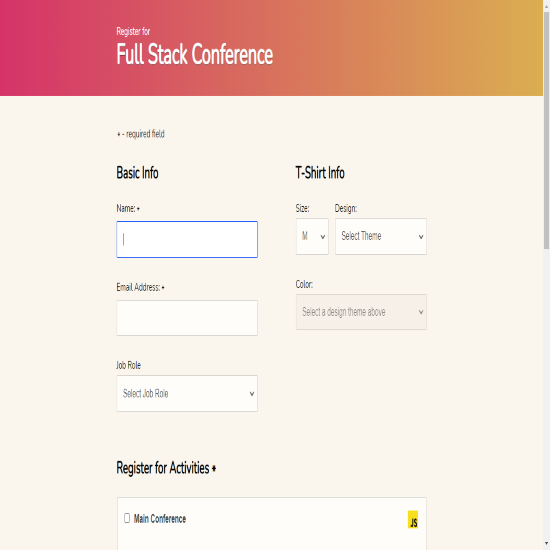 Register for
Full Stack Conference
* - required field
Basic Info
Name: *
Email Address: *
Job Role
Select Job Role
T-Shirt Info
Size:
Design:
M
Select Theme
Color:
Select a design theme above
Register for Activities *
Main Conference
JS